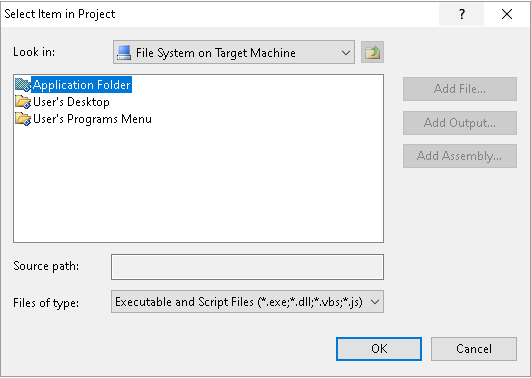 Select Item in Project
? X
Look in: File System on Target Machine
Application Folder
User's Desktop
User's Programs Menu
Add File...
Add Output...
Add Assembly...
Source path:
Files of type: Executable and Script Files (*.exe;*.dll;*.vbs;*.js)
OK Cancel